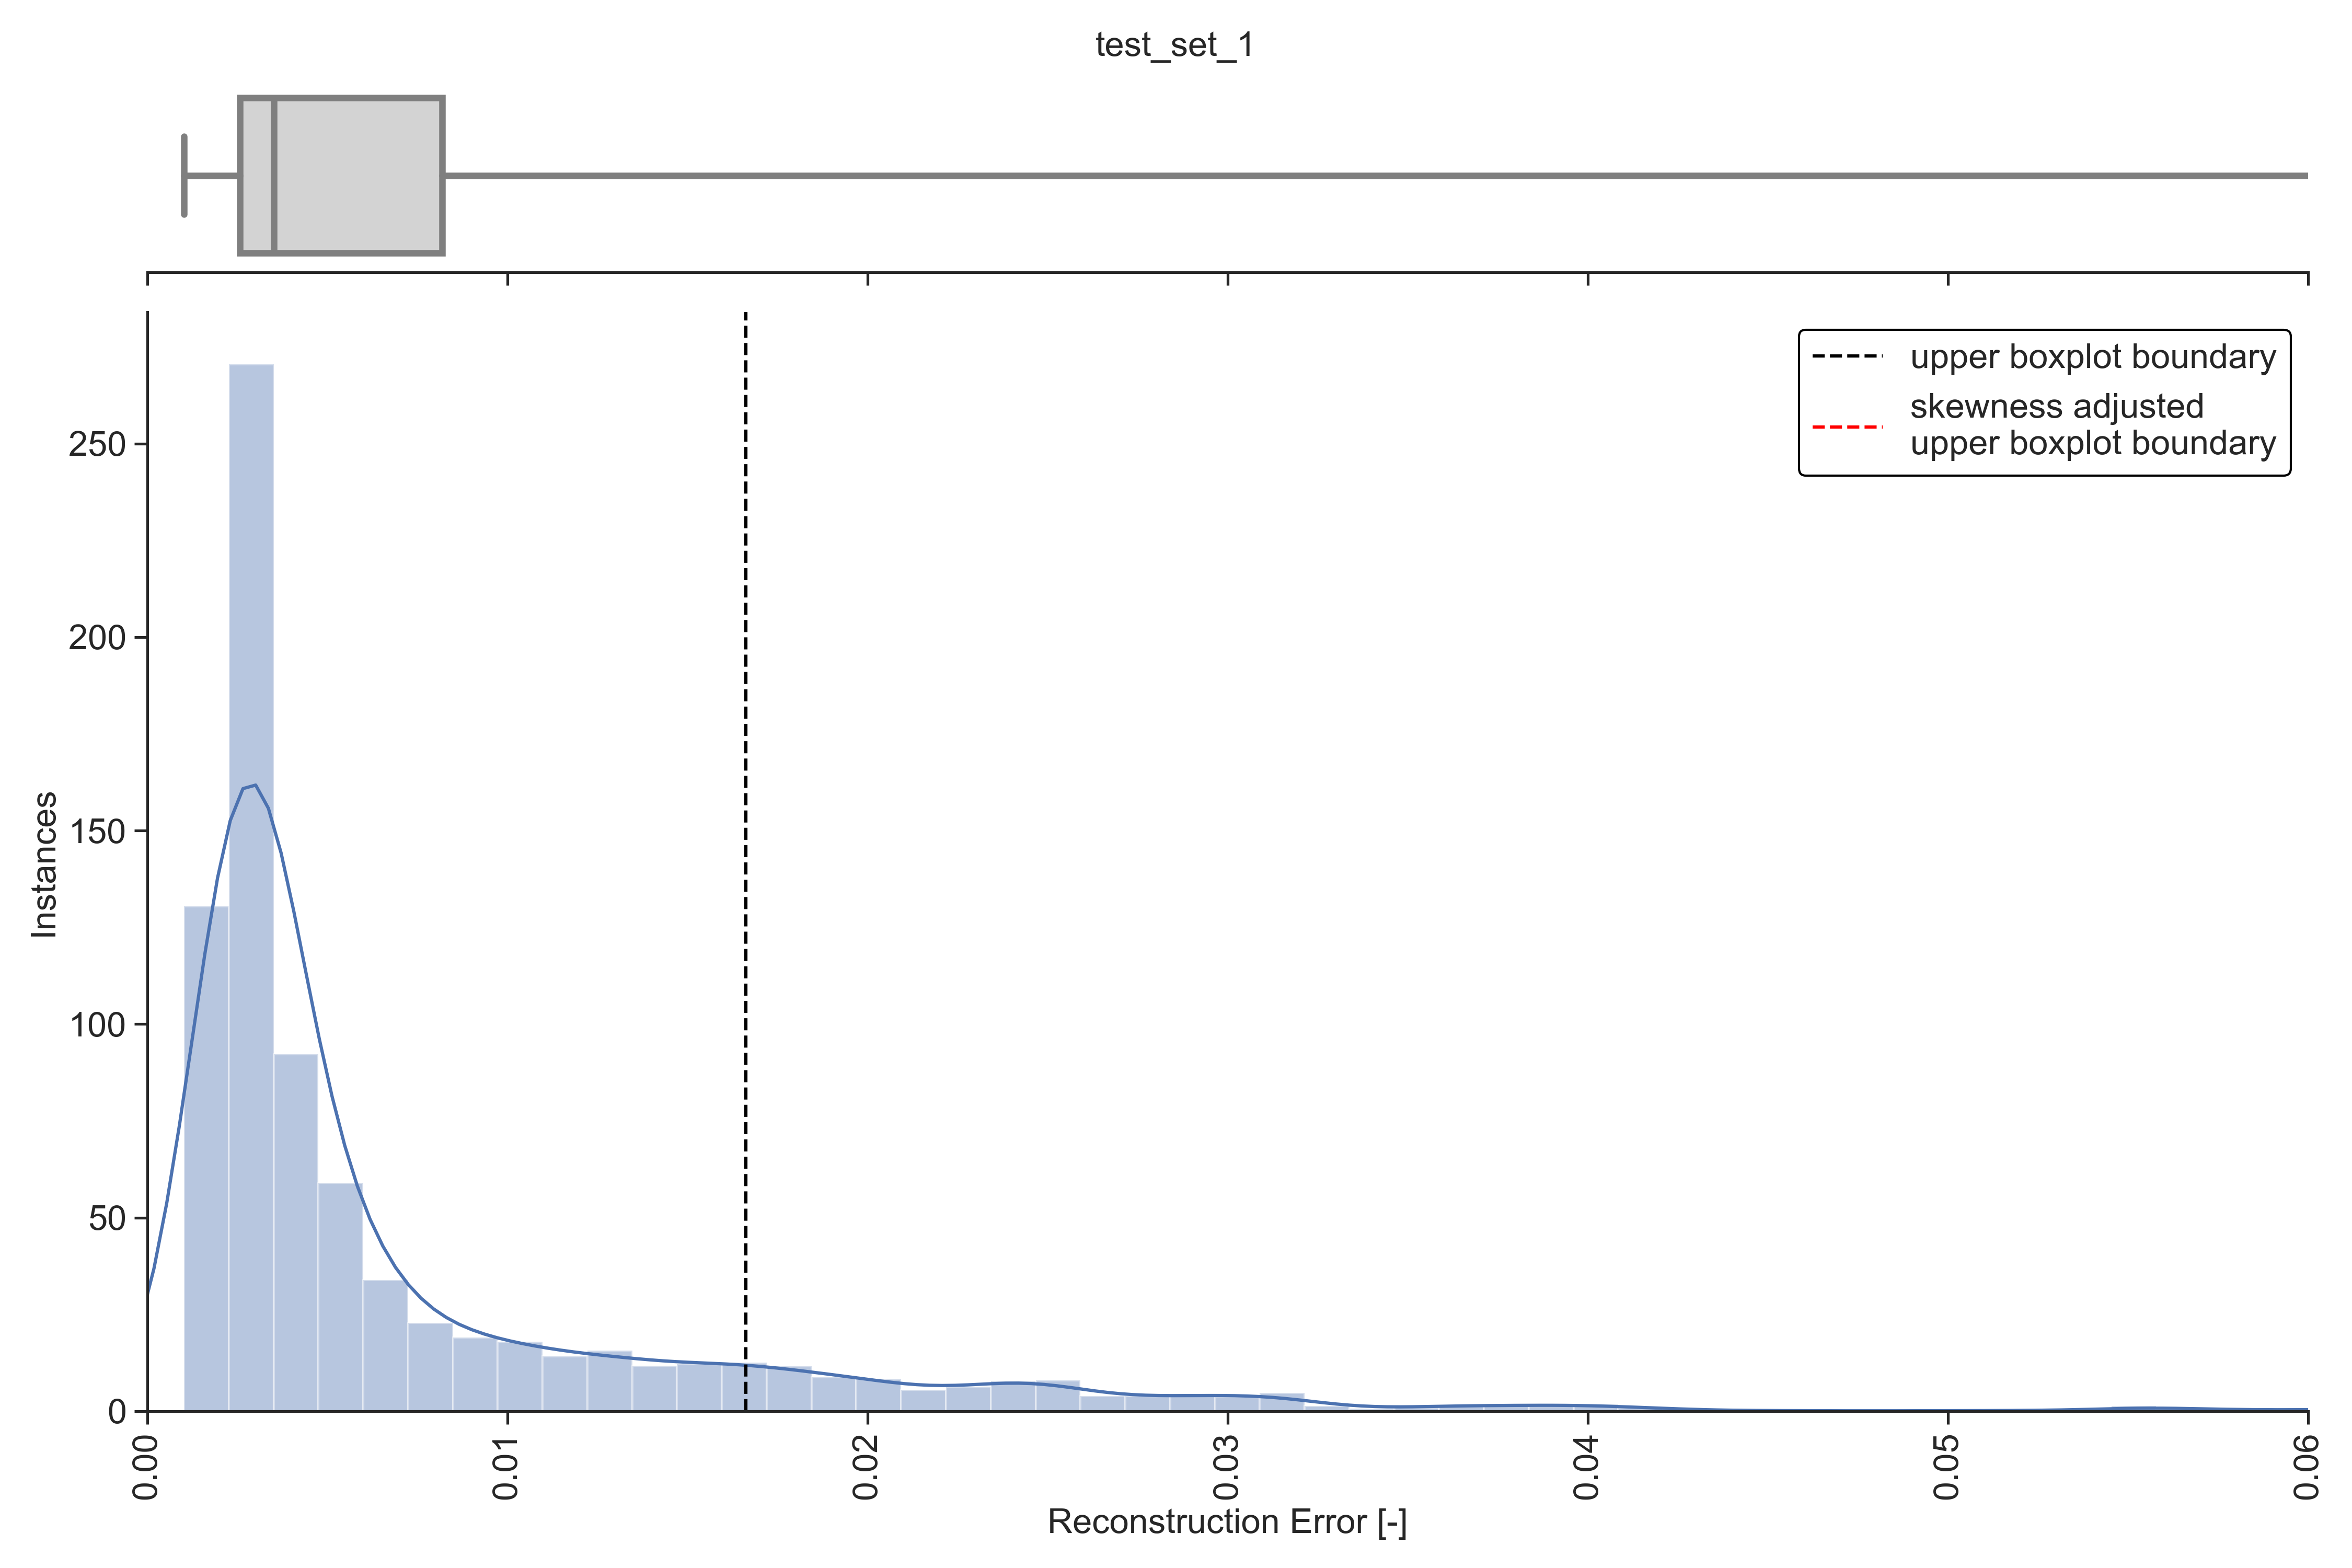 test_set_1
upper boxplot boundary
skewness adjusted
upper boxplot boundary
250
200
150
100
50
0
Instances
0.00
0.01
0.02
0.03
0.04
0.05
0.06
Reconstruction Error [-]